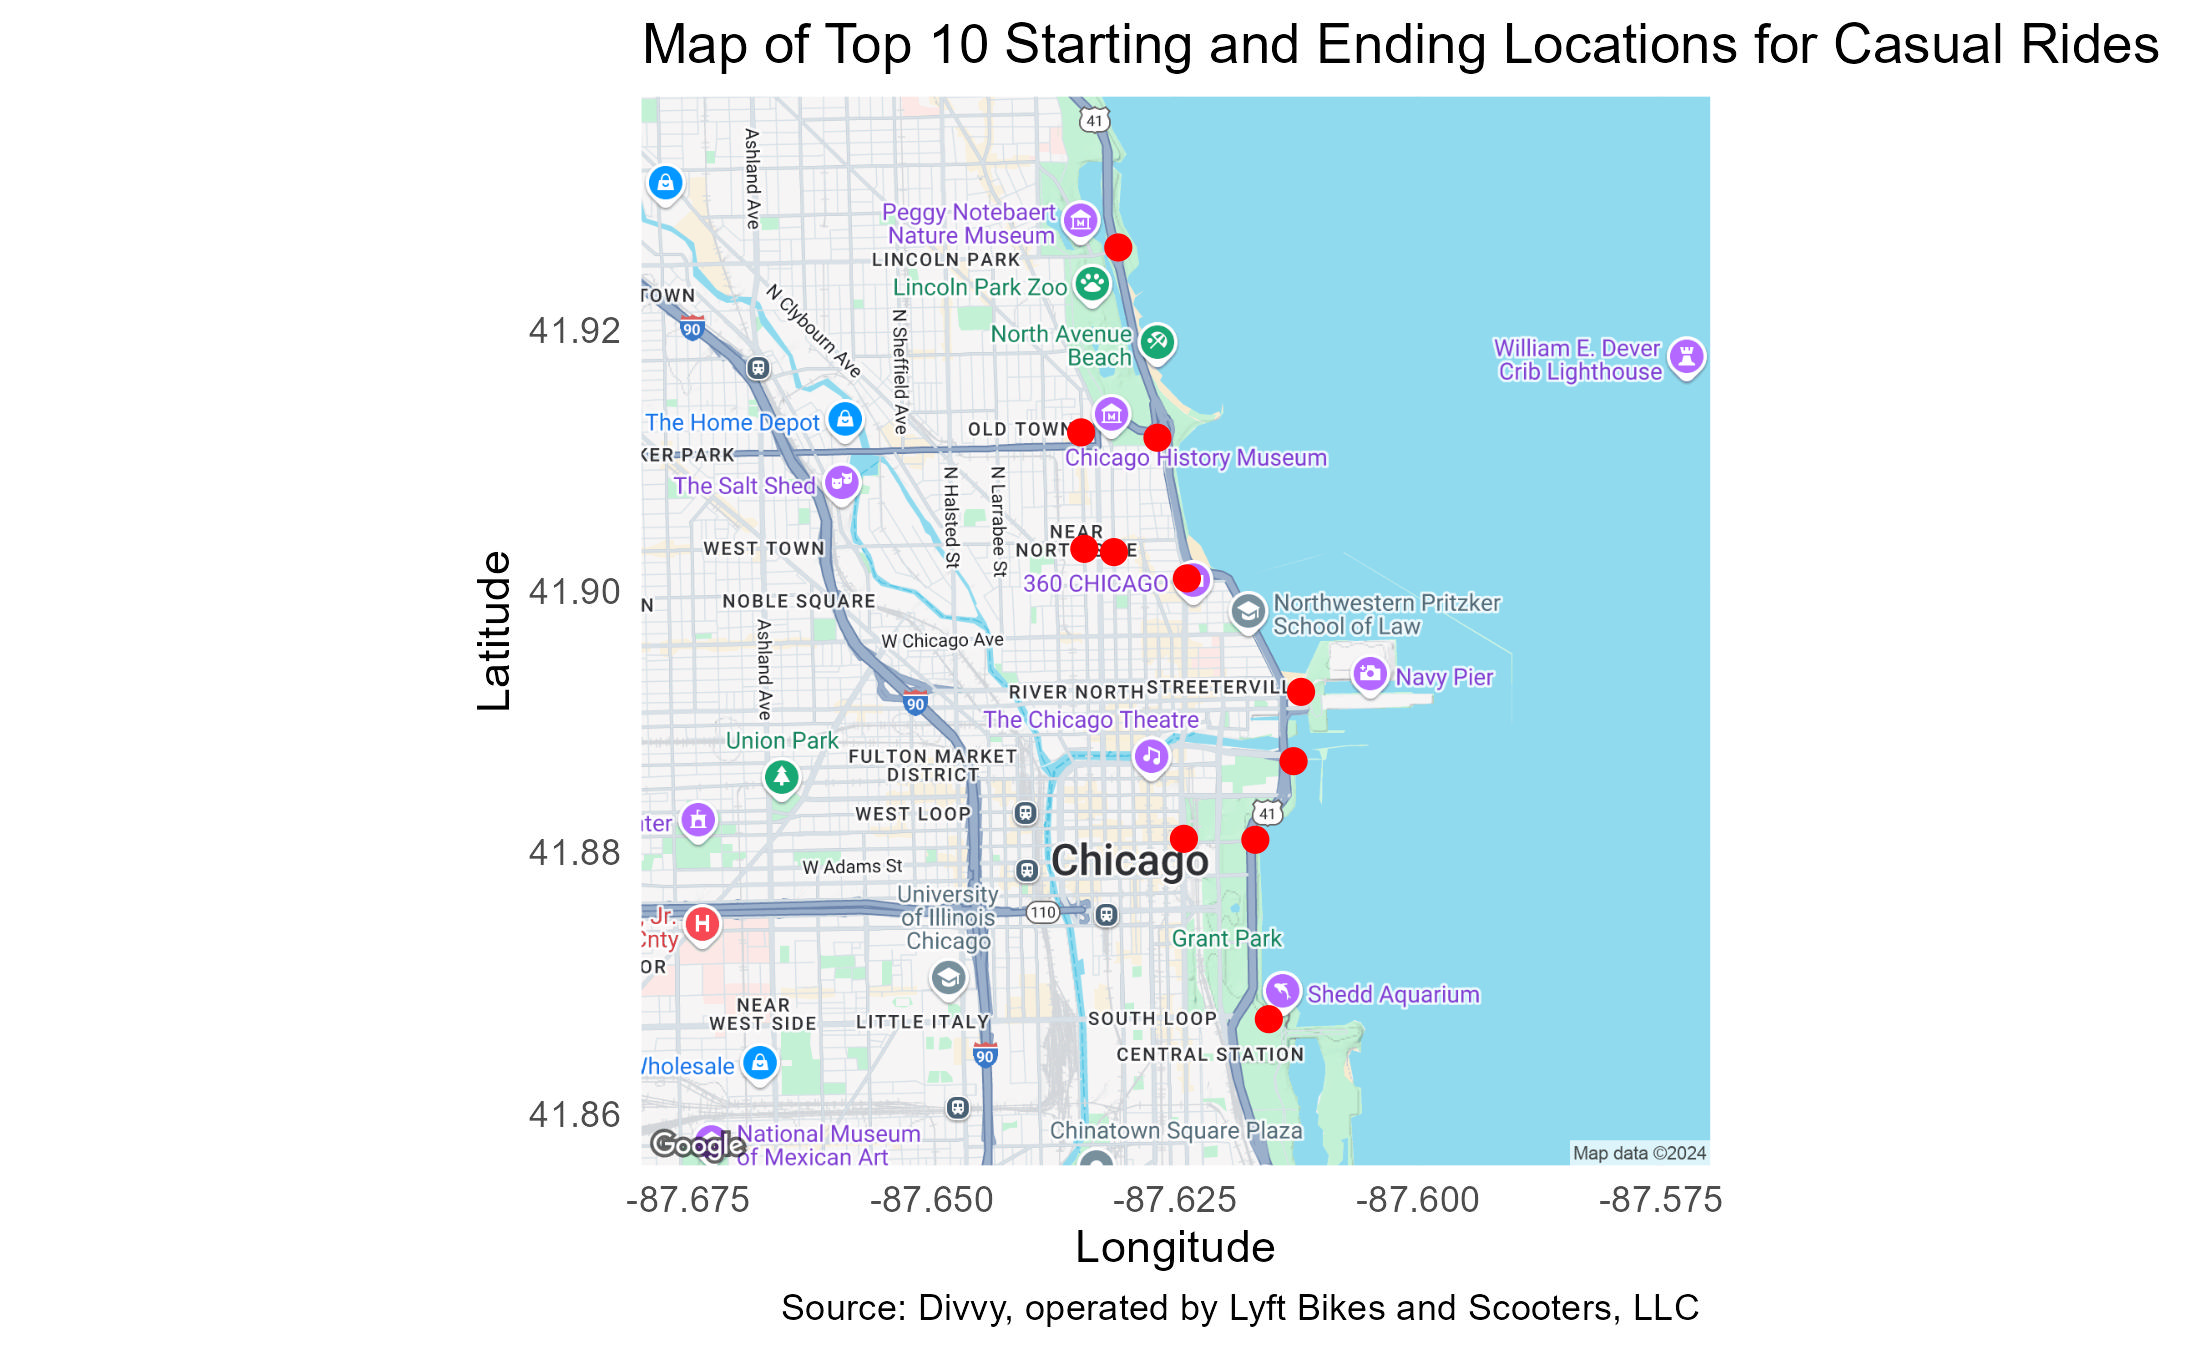 Map of Top 10 Starting and Ending Locations for Casual Rides
41
Ashland Ave
Peggy Notebaert
Nature Museum
LINCOLN PARK
Lincoln Park Zoo
TOWN
90
N Clybourn Ave
N Sheffield Ave
North Avenue
Beach
William E. Dever
Crib Lighthouse
41.92
The Home Depot
OLD TOWN
KER PARK
Chicago History Museum
The Salt Shed
N Halsted St
N Larrabee St
NEAR
NORT
E
WEST TOWN
360 CHICAGO
41.90
N
NOBLE SQUARE
Northwestern Pritzker
School of Law
Ashland Ave
W Chicago Ave
Latitude
Navy Pier
RIVER NORTH
STREETERVILL
90
The Chicago Theatre
Union Park
FULTON MARKET
DISTRICT
WEST LOOP
41
nter
41.88
Chicago
W Adams St
University
of Illinois
Chicago
110
, Jr.
Cnty
H
Grant Park
OR
Shedd Aquarium
NEAR
WEST SIDE
LITTLE ITALY
SOUTH LOOP
90
CENTRAL STATION
Wholesale
41.86
Chinatown Square Plaza
Google
National Museum
of Mexican Art
Map data ©2024
-87.675
-87.650
-87.625
-87.600
-87.575
Longitude
Source: Divvy, operated by Lyft Bikes and Scooters, LLC